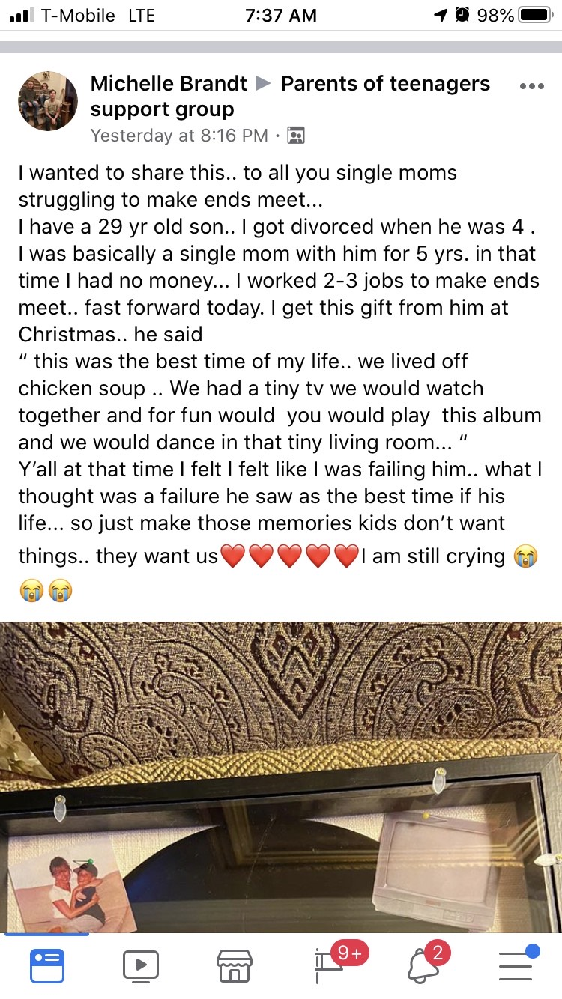 T-Mobile LTE 7:37 AM 98%
Michelle Brandt ▶ Parents of teenagers
support group
Yesterday at 8:16 PM ·
I wanted to share this.. to all you single moms
struggling to make ends meet...
I have a 29 yr old son.. I got divorced when he was 4 .
I was basically a single mom with him for 5 yrs. in that
time I had no money... I worked 2-3 jobs to make ends
meet.. fast forward today. I get this gift from him at
Christmas.. he said
“ this was the best time of my life.. we lived off
chicken soup .. We had a tiny tv we would watch
together and for fun would  you would play  this album
and we would dance in that tiny living room... “
Y’all at that time I felt I felt like I was failing him.. what I
thought was a failure he saw as the best time if his
life... so just make those memories kids don’t want
things.. they want us❤️❤️❤️❤️❤️I am still crying 😭
😭😭
9+ 2